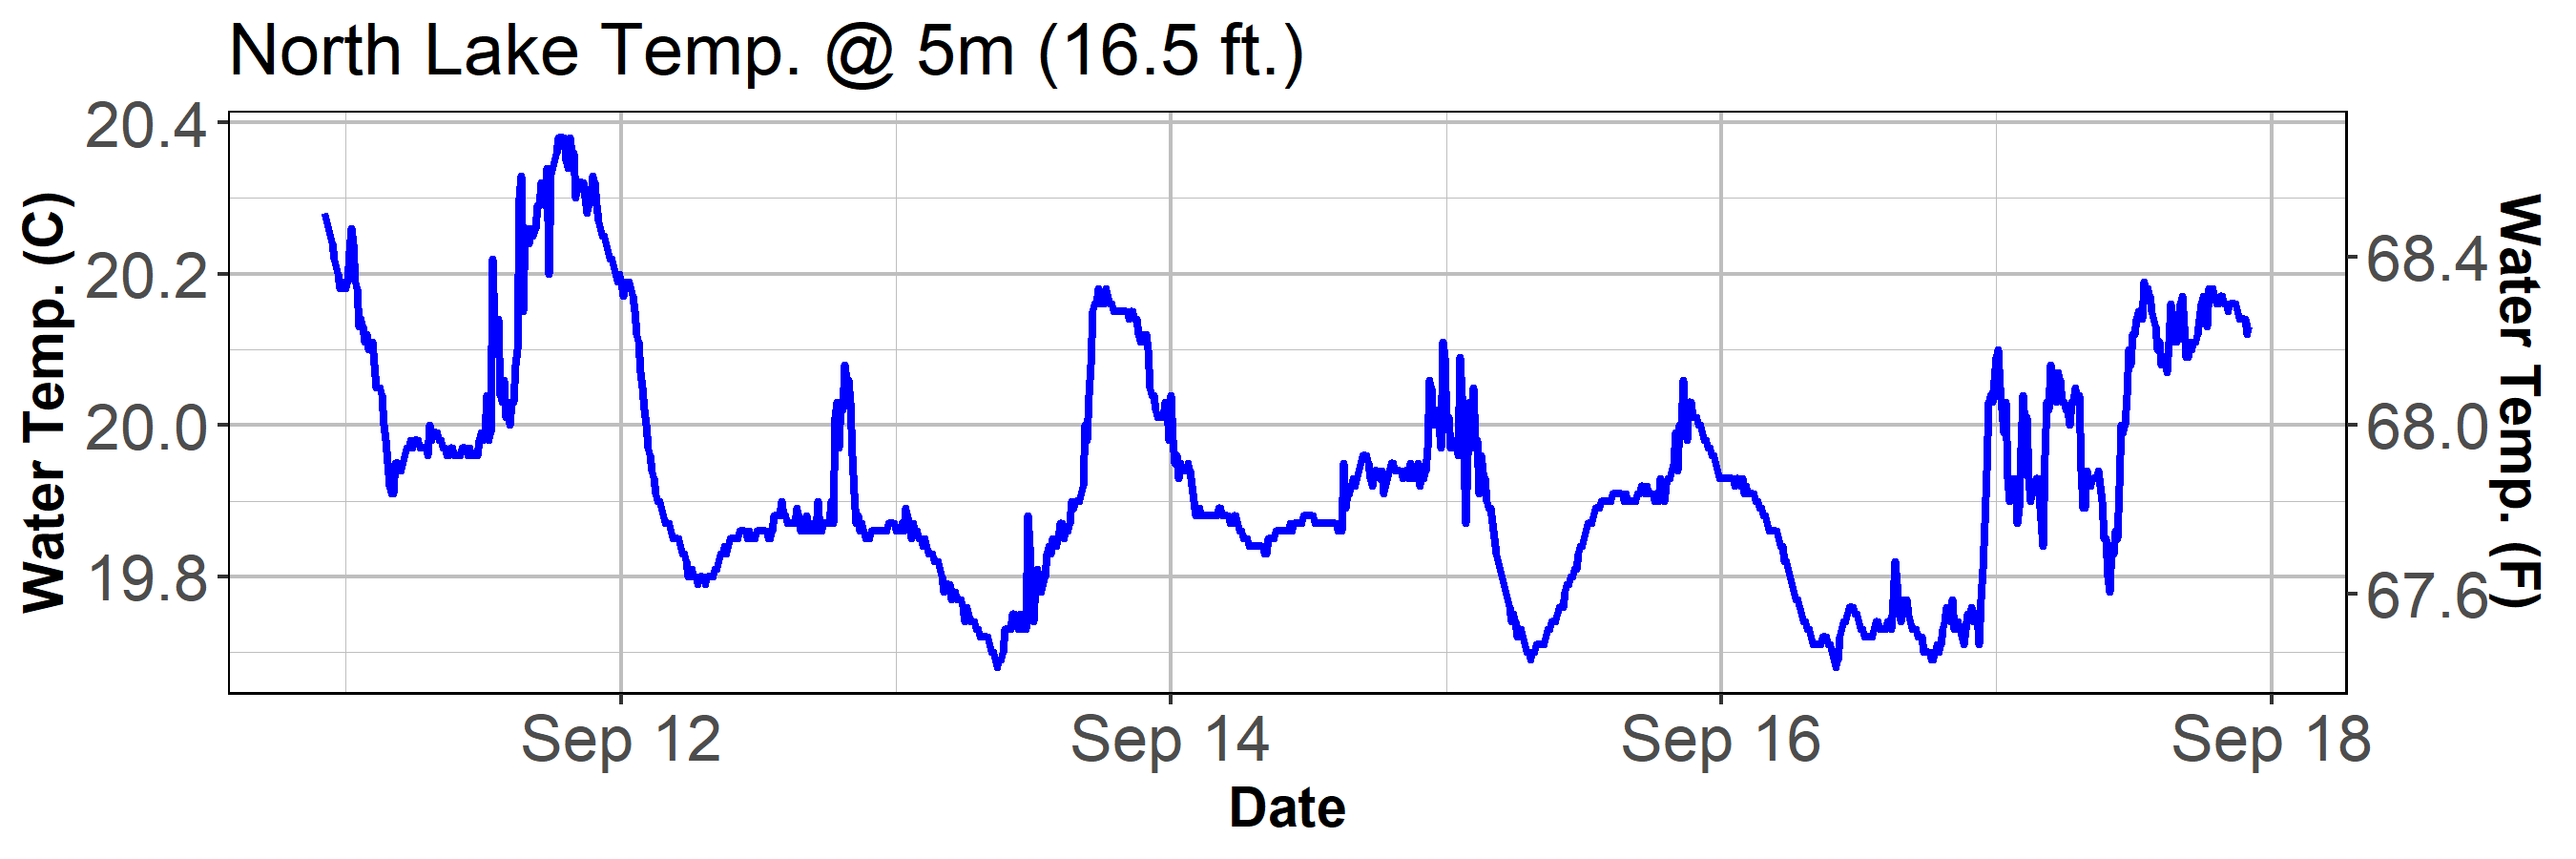 North Lake Temp. @ 5m (16.5 ft.)
Water Temp. (C)
20.4
20.2
20.0
19.8
68.4
68.0
67.6
Water Temp. (F)
Sep 12
Sep 14
Sep 16
Sep 18
Date